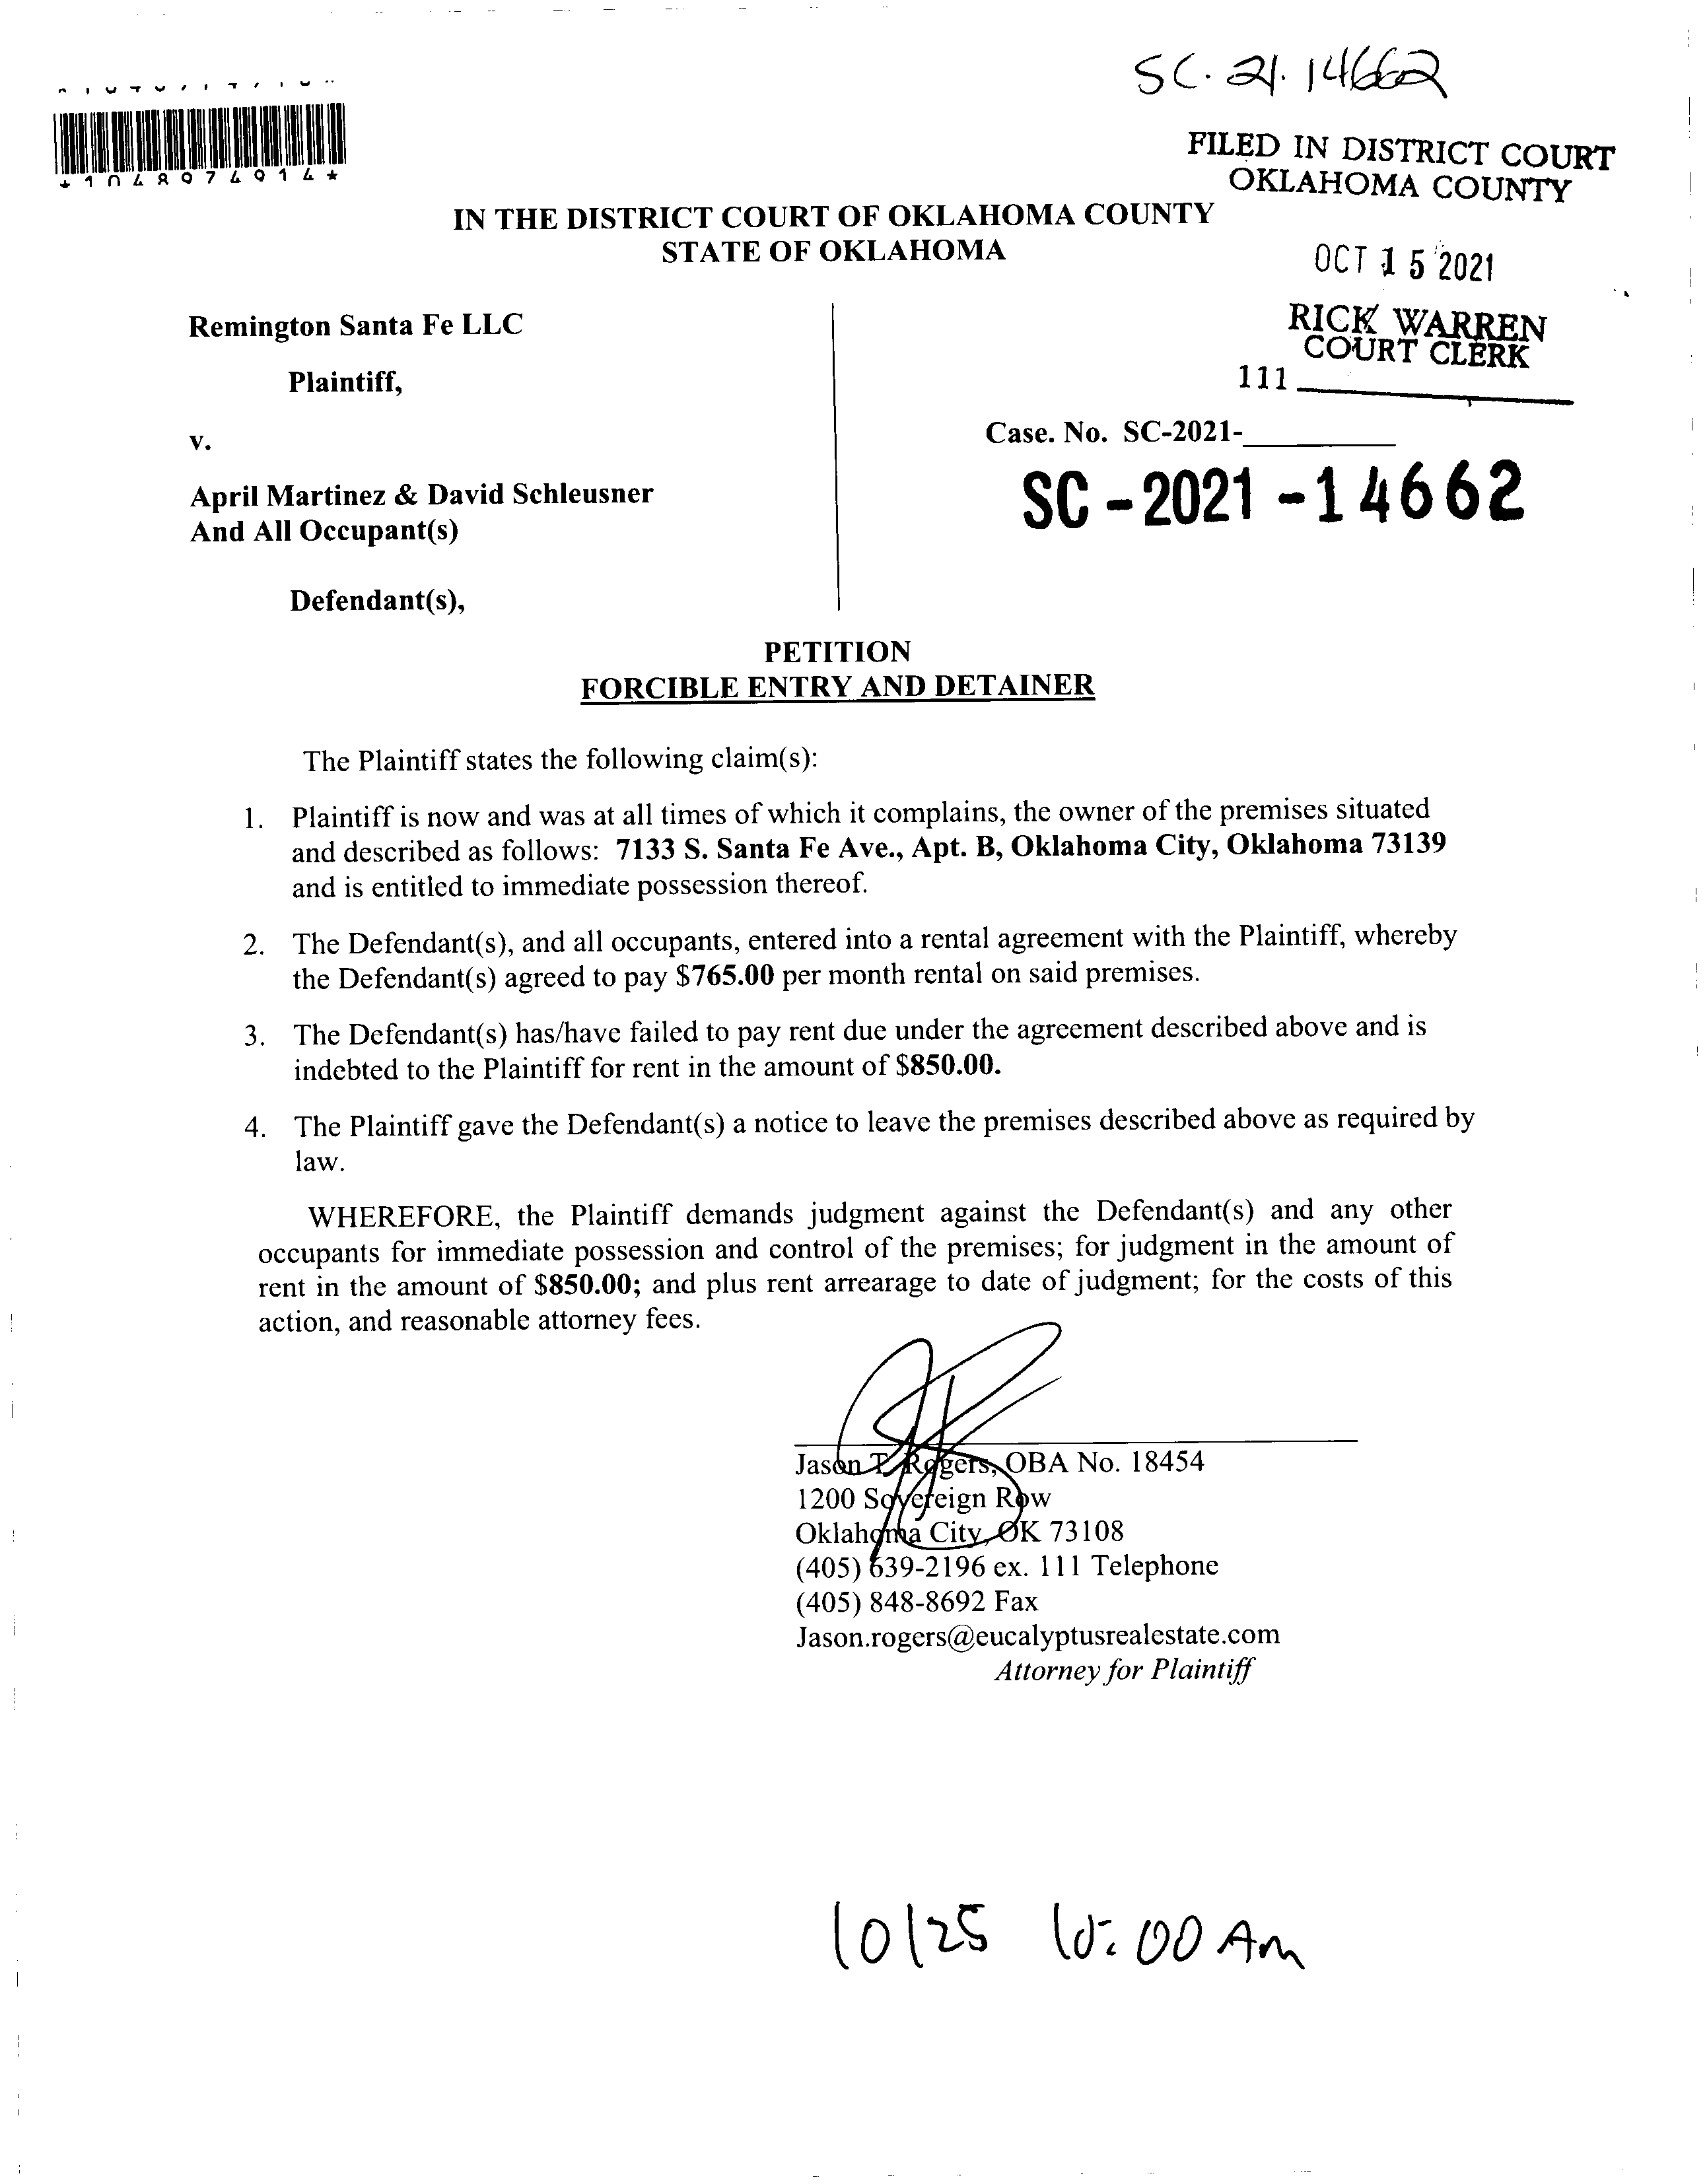 SC. 21. 14662
*1048974914*
FILED IN DISTRICT COURT
OKLAHOMA COUNTY
IN THE DISTRICT COURT OF OKLAHOMA COUNTY
STATE OF OKLAHOMA
OCT 15 2021
RICK WARREN
COURT CLERK
111
Remington Santa Fe LLC
Plaintiff,
v.
Case. No. SC-2021-
SC-2021-14662
April Martinez & David Schleusner
And All Occupant(s)
Defendant(s),
PETITION
FORCIBLE ENTRY AND DETAINER
The Plaintiff states the following claim(s):
1. Plaintiff is now and was at all times of which it complains, the owner of the premises situated
and described as follows: 7133 S. Santa Fe Ave., Apt. B, Oklahoma City, Oklahoma 73139
and is entitled to immediate possession thereof.
2. The Defendant(s), and all occupants, entered into a rental agreement with the Plaintiff, whereby
the Defendant(s) agreed to pay $765.00 per month rental on said premises.
3. The Defendant(s) has/have failed to pay rent due under the agreement described above and is
indebted to the Plaintiff for rent in the amount of $850.00.
4. The Plaintiff gave the Defendant(s) a notice to leave the premises described above as required by
law.
WHEREFORE, the Plaintiff demands judgment against the Defendant(s) and any other
occupants for immediate possession and control of the premises; for judgment in the amount of
rent in the amount of $850.00; and plus rent arrearage to date of judgment; for the costs of this
action, and reasonable attorney fees.
Jason T. Rogers, OBA No. 18454
1200 Sovereign Row
Oklahoma City, OK 73108
(405) 639-2196 ex. 111 Telephone
(405) 848-8692 Fax
Jason.rogers@eucalyptusrealestate.com
Attorney for Plaintiff
10/25 10:00 Am